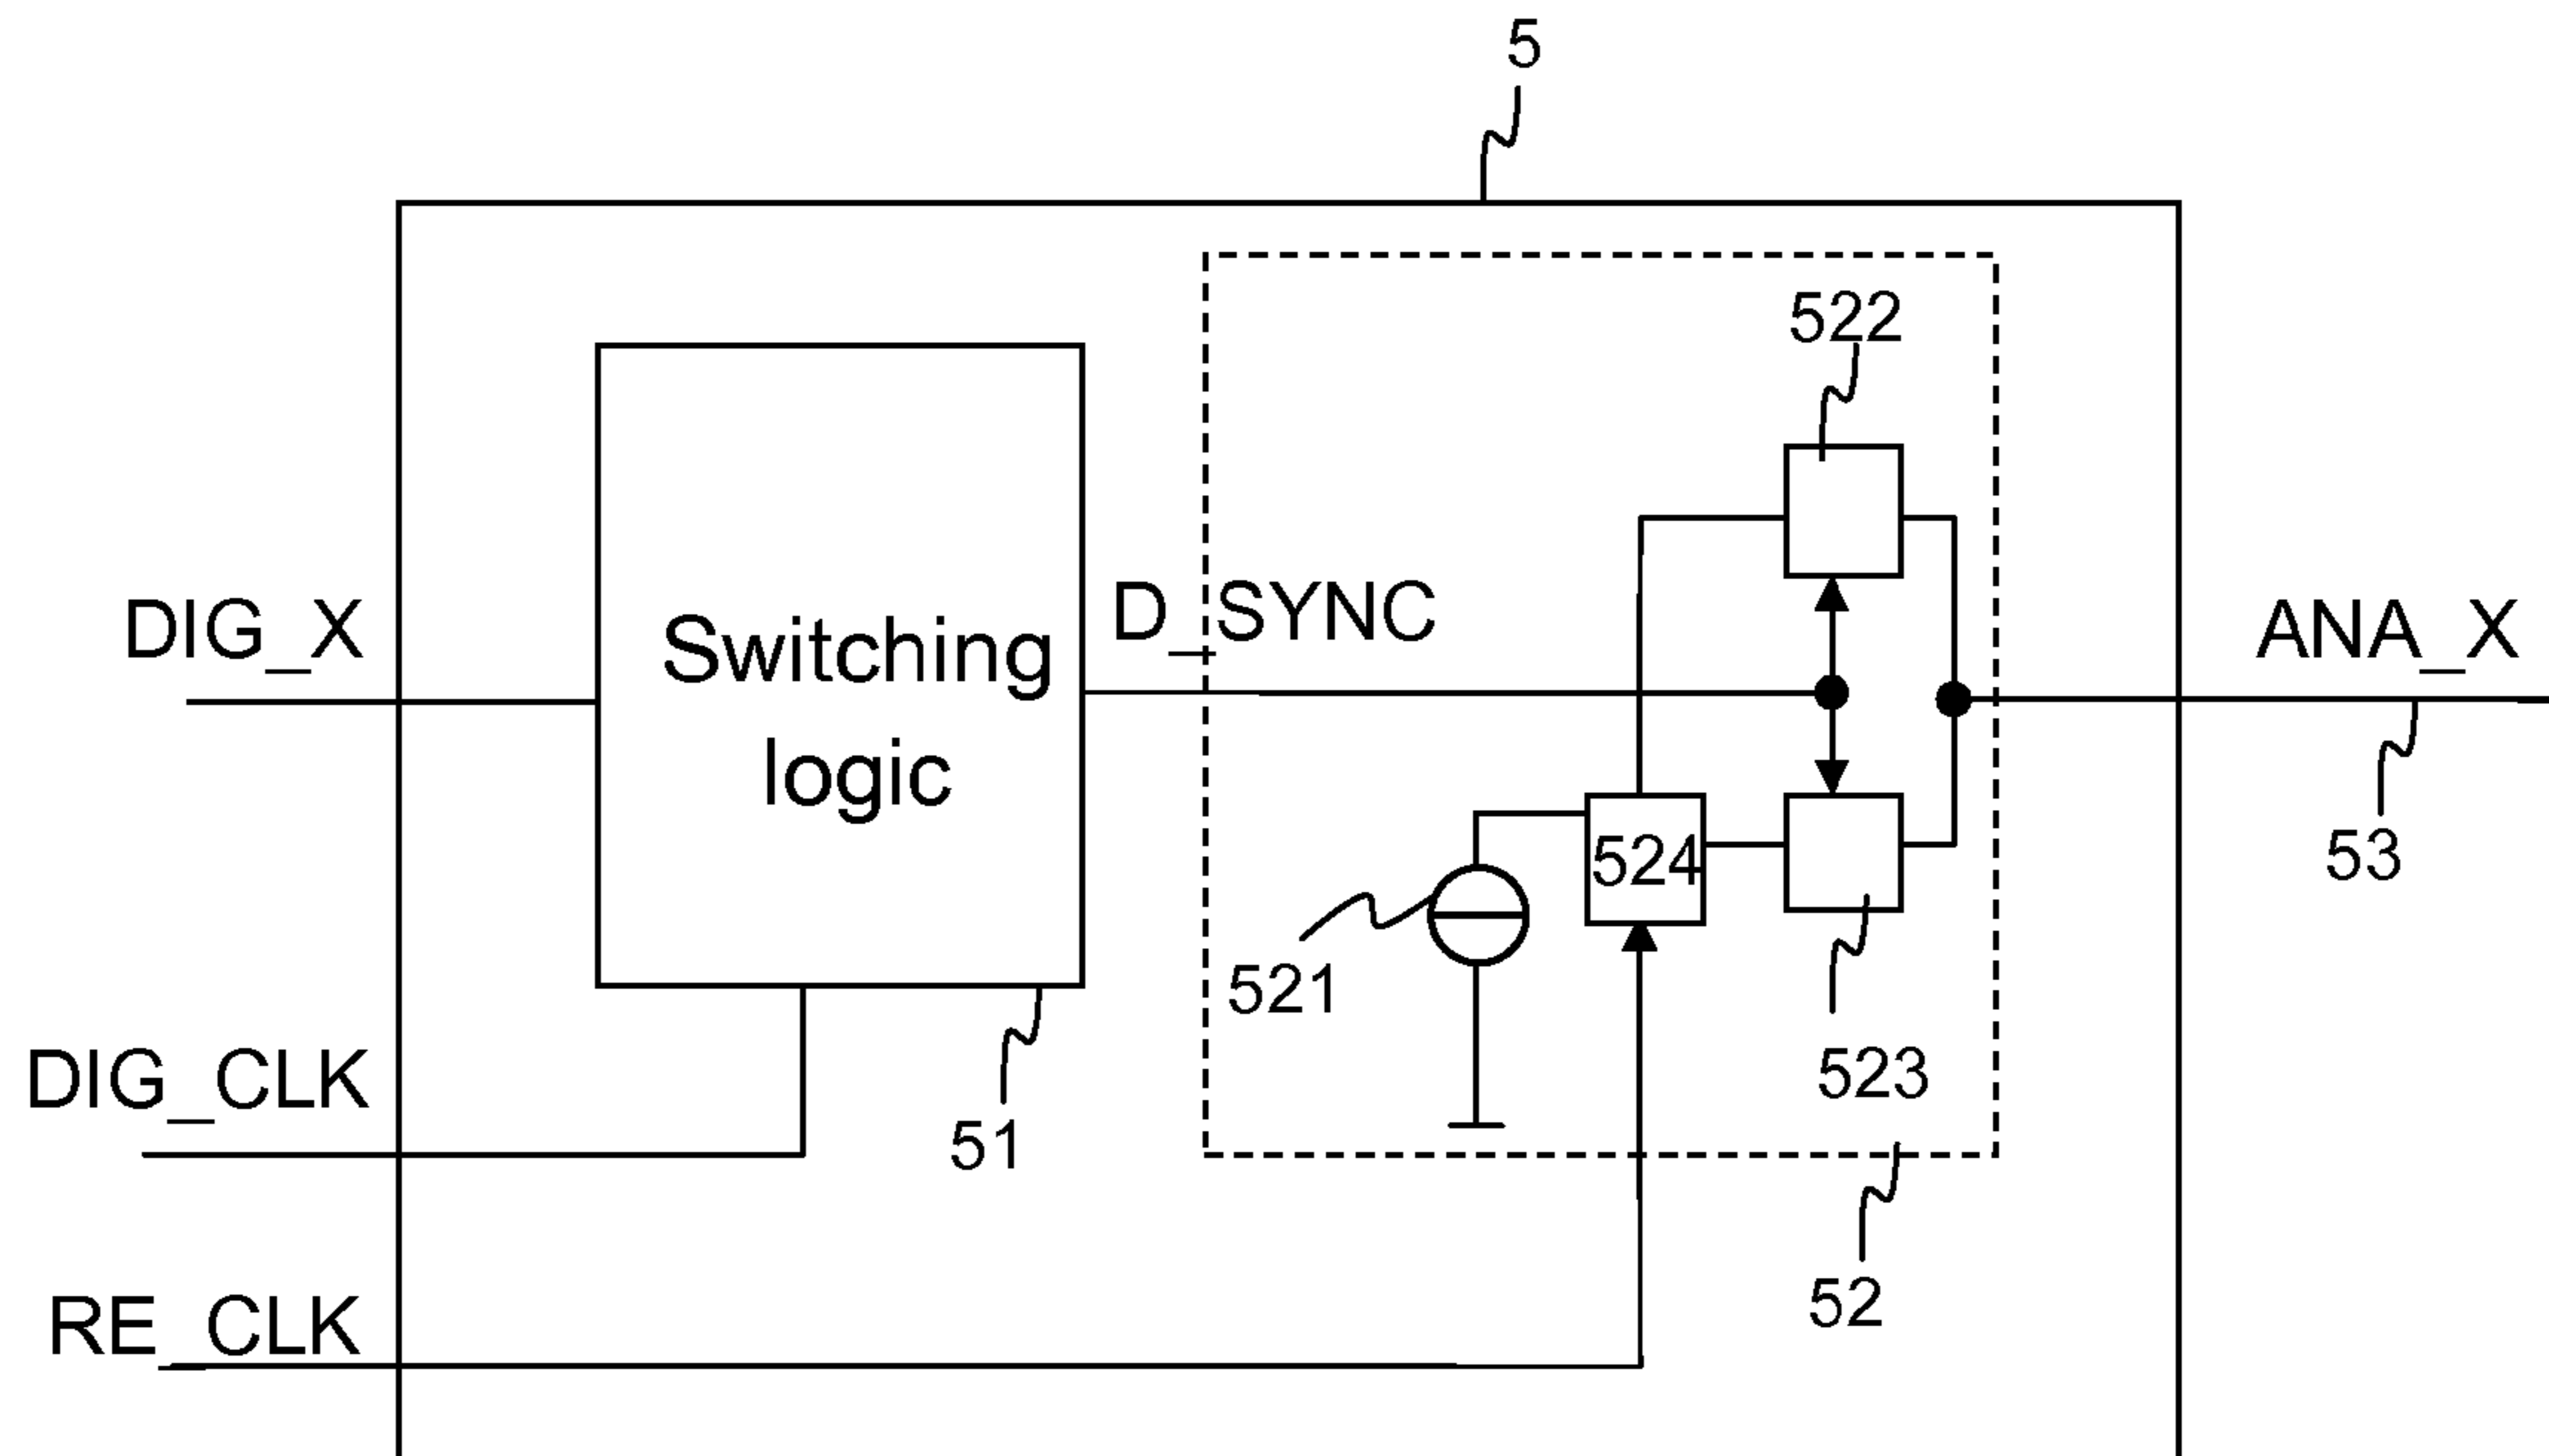 5
522
DIG_X
Switching
logic
D_SYNC
ANA_X
524
53
521
DIG_CLK
523
51
RE_CLK
52